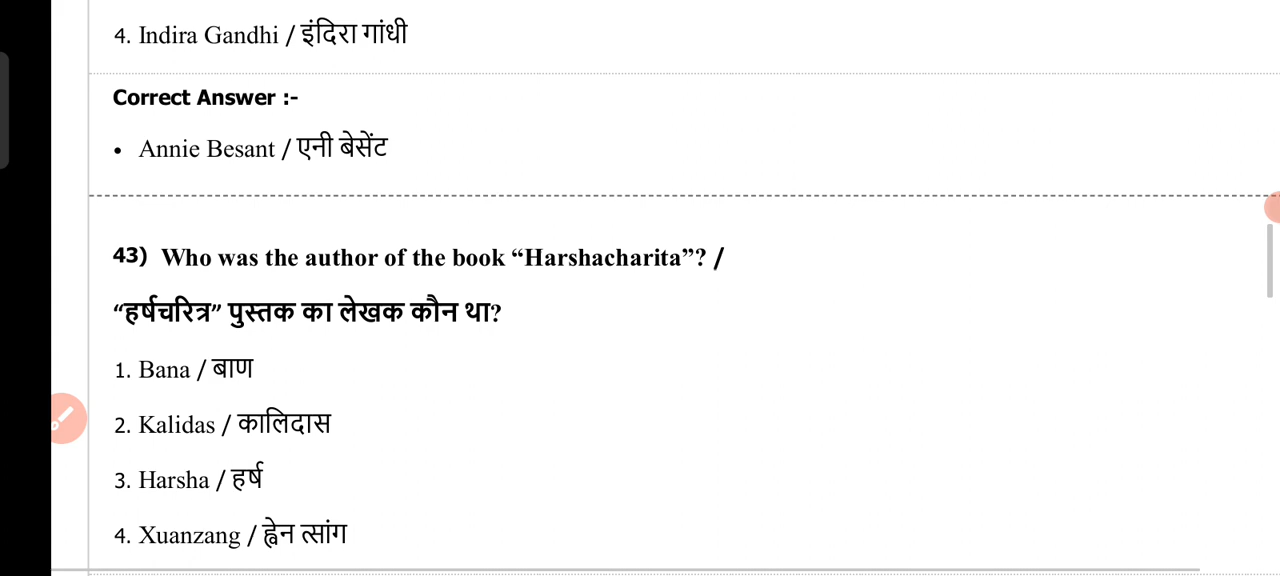 4. Indira Gandhi / इंदिरा गांधी
Correct Answer :-
• Annie Besant / एनी बेसेंट
43) Who was the author of the book “Harshacharita”? /
“हर्षचरित्र” पुस्तक का लेखक कौन था?
1. Bana / बाण
2. Kalidas / कालिदास
3. Harsha / हर्ष
4. Xuanzang / ह्वेन त्सांग